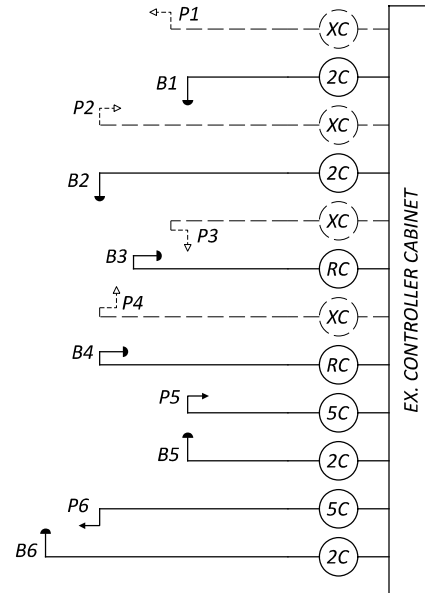 P1 XC
B1 2C
P2 XC
B2 2C
XC
P3
B3 RC
P4 XC
B4 RC
P5 5C
B5 2C
P6 5C
B6 2C
EX. CONTROLLER CABINET